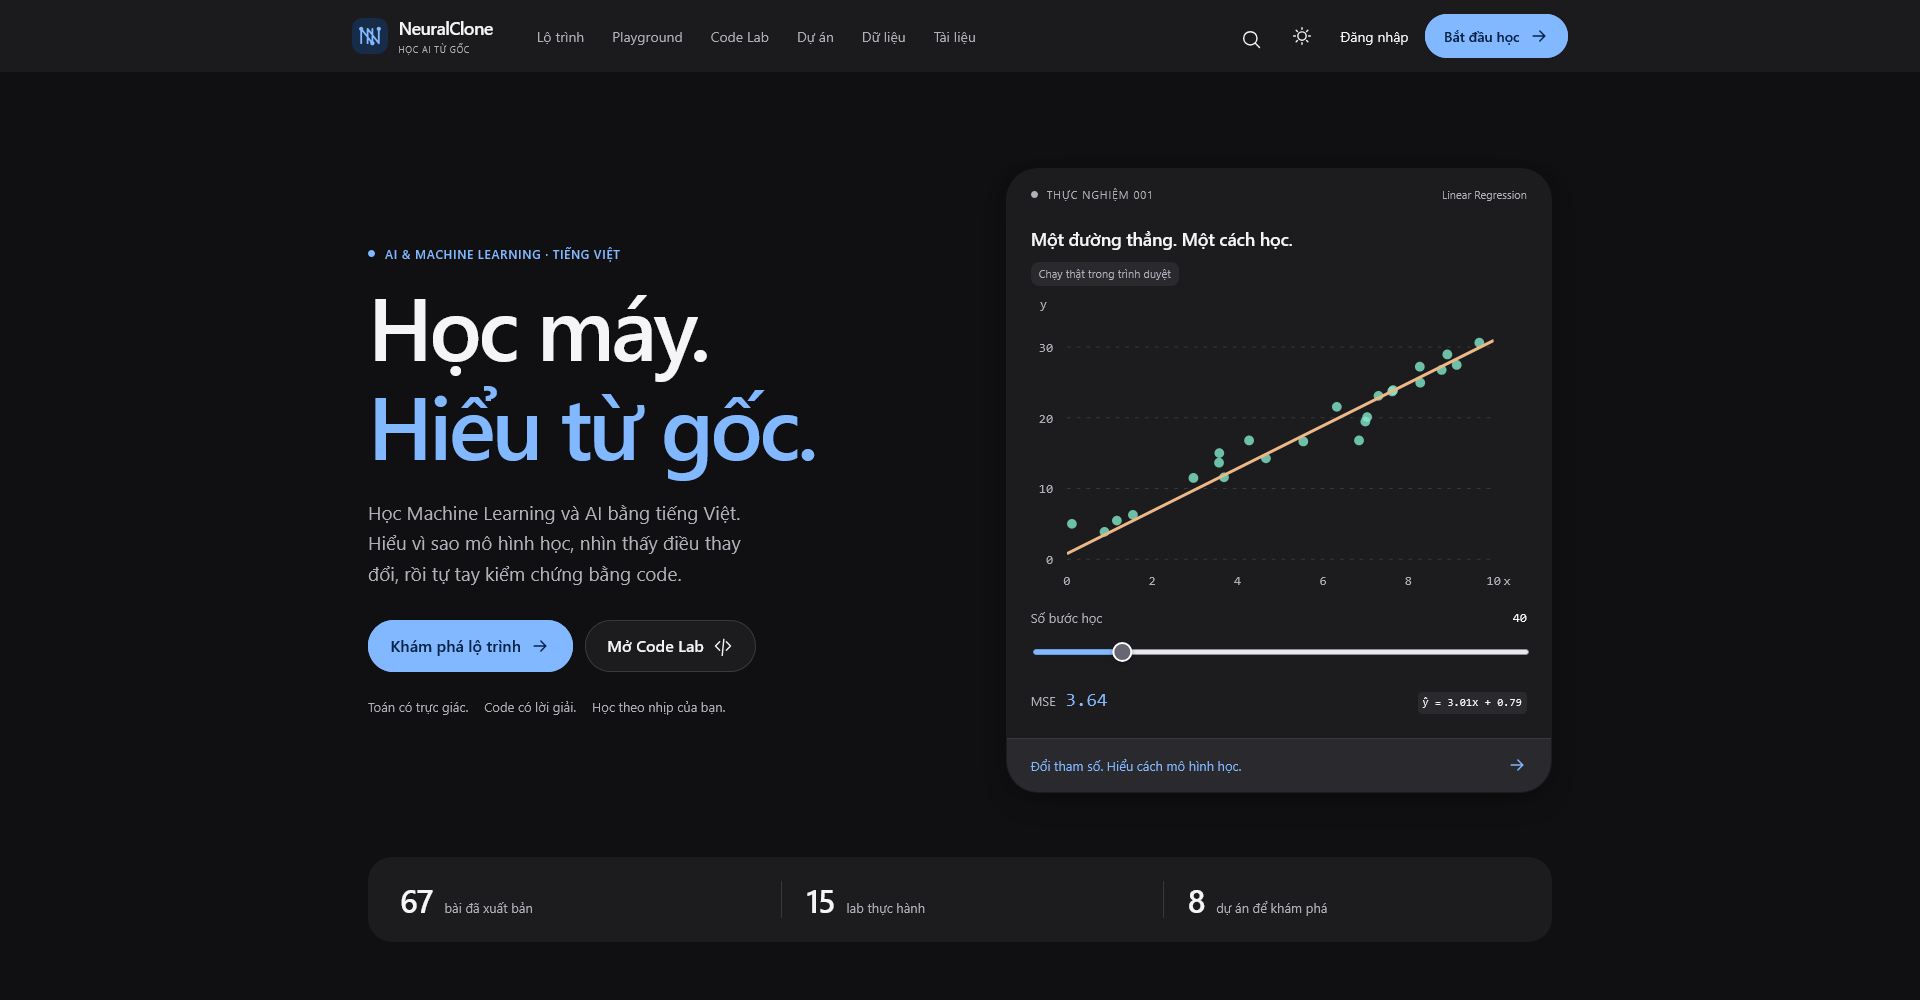 NeuralClone
HỌC AI TỪ GỐC
Lộ trình
Playground
Code Lab
Dự án
Dữ liệu
Tài liệu
Đăng nhập
Bắt đầu học
AI & MACHINE LEARNING · TIẾNG VIỆT
Học máy.
Hiểu từ gốc.
Học Machine Learning và AI bằng tiếng Việt.
Hiểu vì sao mô hình học, nhìn thấy điều thay
đổi, rồi tự tay kiểm chứng bằng code.
Khám phá lộ trình
Mở Code Lab
Toán có trực giác.
Code có lời giải.
Học theo nhịp của bạn.
THỰC NGHIỆM 001
Linear Regression
Một đường thẳng. Một cách học.
Chạy thật trong trình duyệt
y
30
20
10
0
0 2 4 6 8 10 x
Số bước học
40
MSE 3.64
ŷ = 3.01x + 0.79
Đổi tham số. Hiểu cách mô hình học.
67 bài đã xuất bản
15 lab thực hành
8 dự án để khám phá